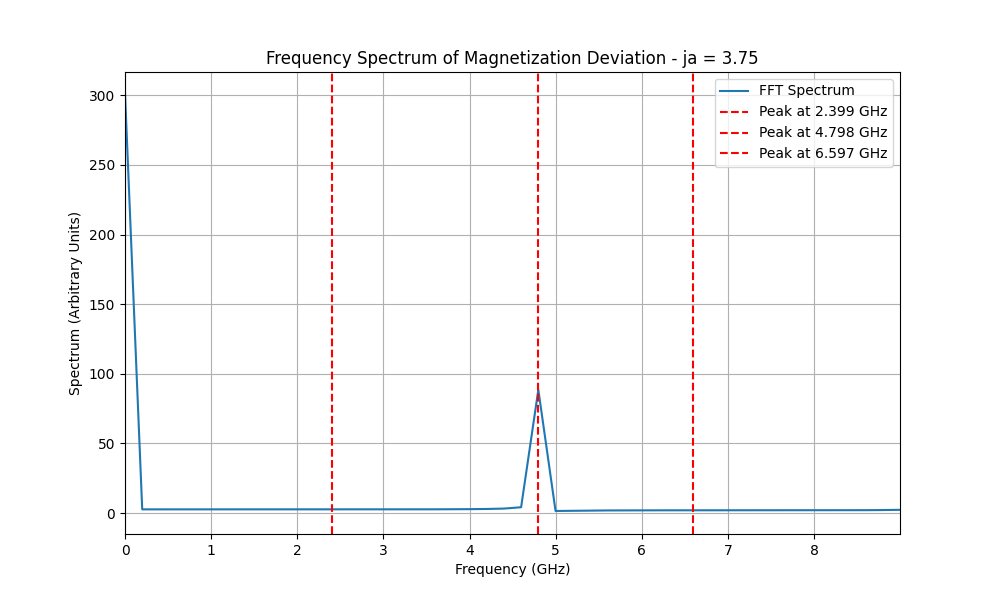 Frequency Spectrum of Magnetization Deviation - ja = 3.75
FFT Spectrum
Peak at 2.399 GHz
Peak at 4.798 GHz
Peak at 6.597 GHz
300
250
200
150
100
50
0
Spectrum (Arbitrary Units)
0 1 2 3 4 5 6 7 8
Frequency (GHz)